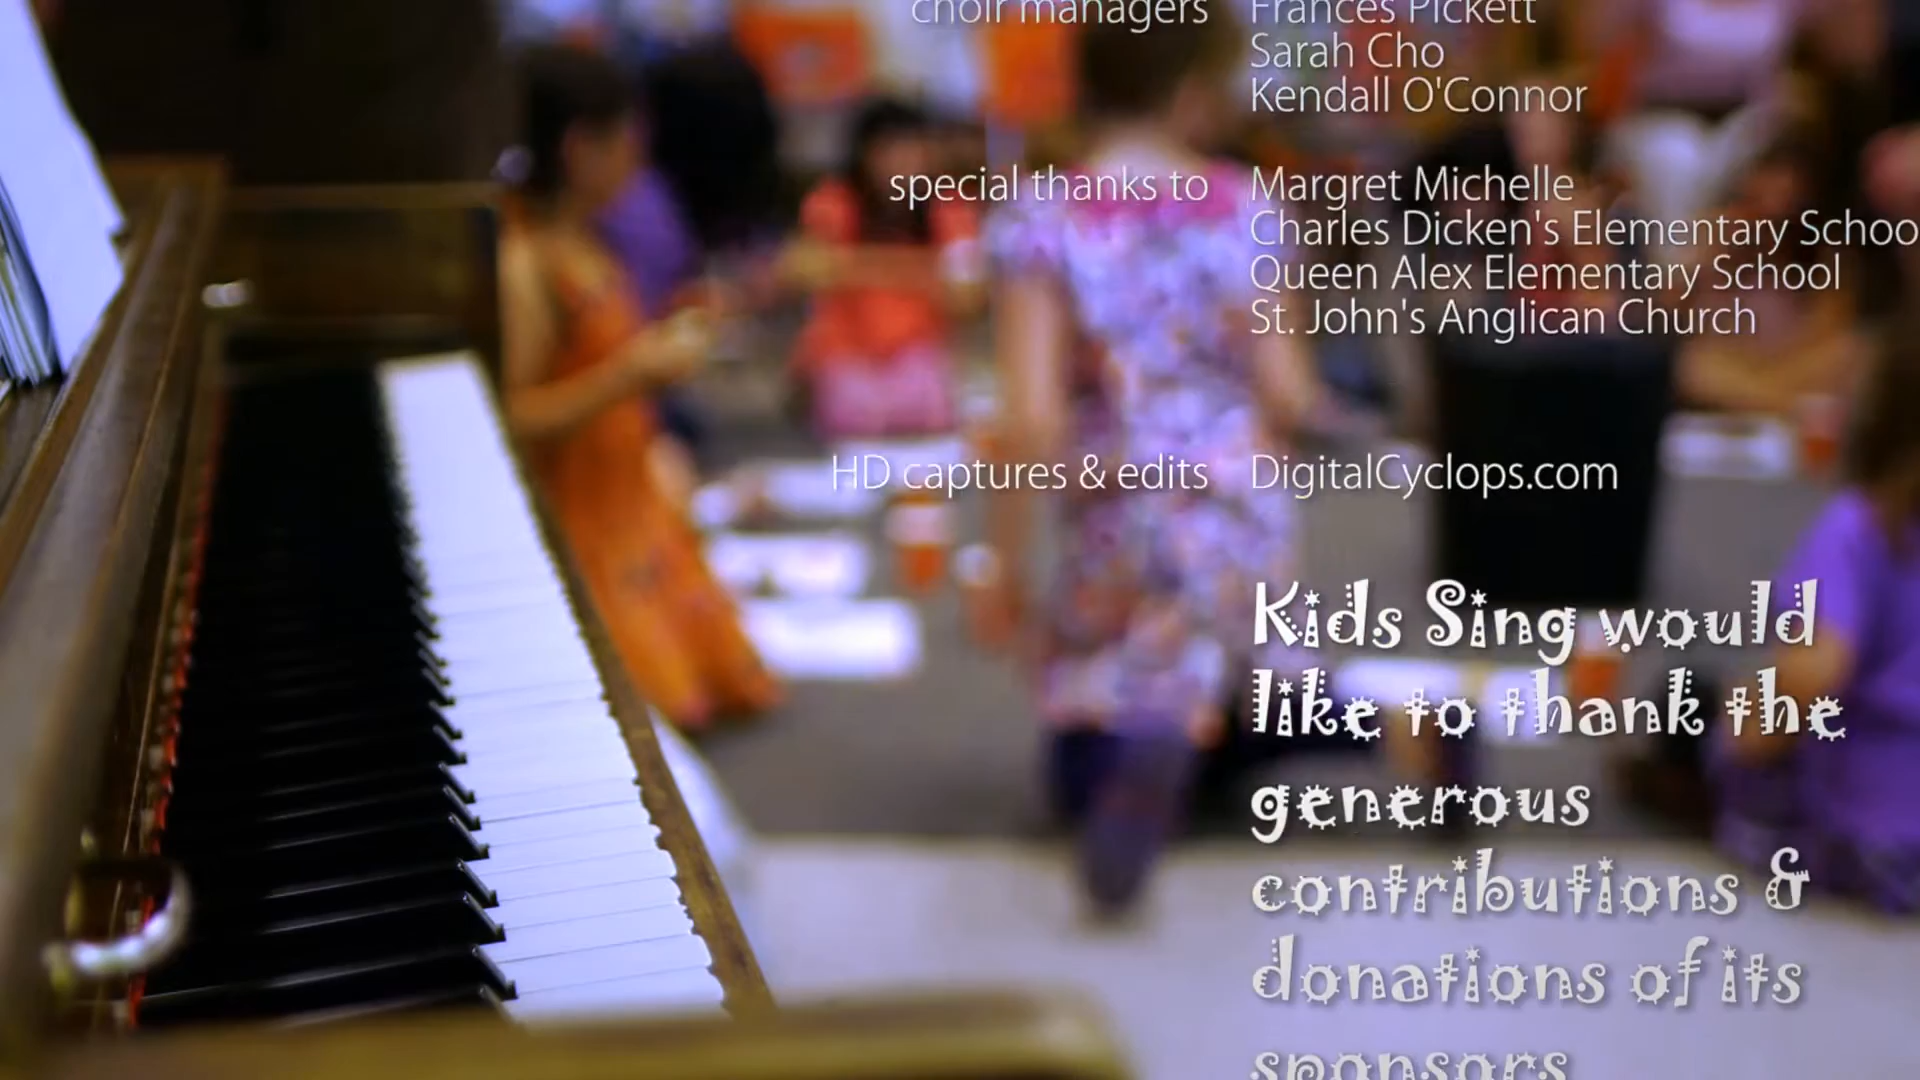 choir managers Frances Pickett
Sarah Cho
Kendall O'Connor
special thanks to Margret Michelle
Charles Dicken's Elementary Schoo
Queen Alex Elementary School
St. John's Anglican Church
HD captures & edits DigitalCyclops.com
Kids Sing would
like to thank the
generous
contributions &
donations of its
sponsors